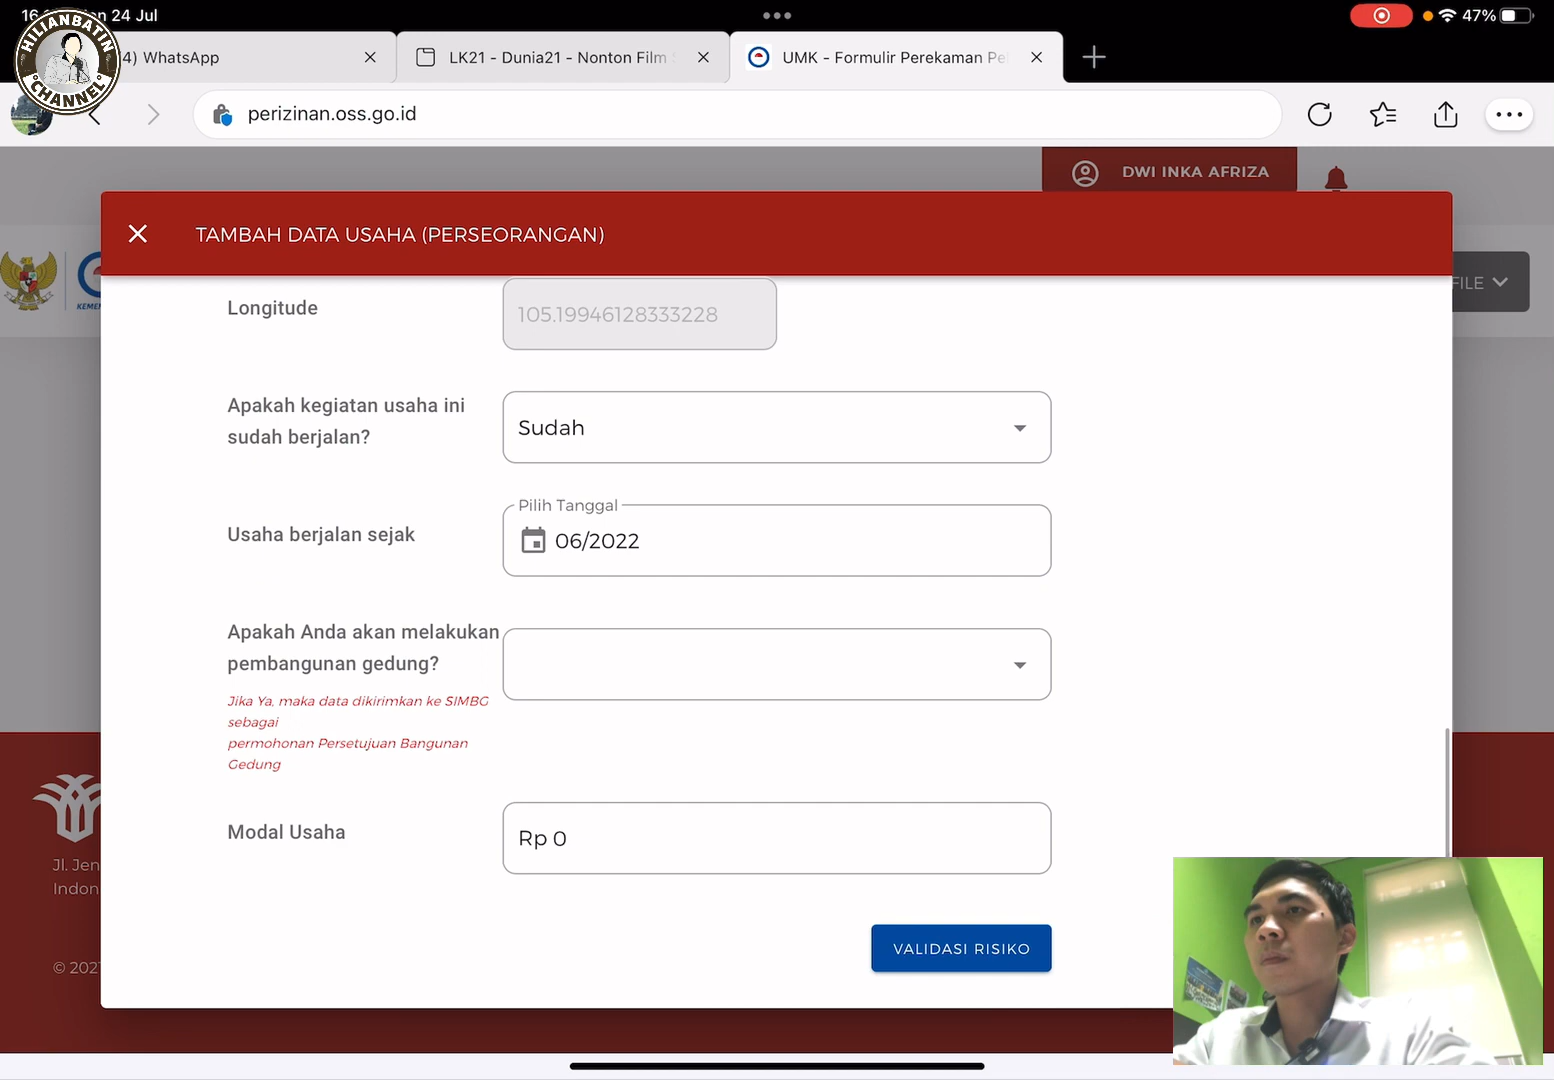 24 Jul
47%
HILIANBATIN
CHANNEL
4) WhatsApp
LK21 - Dunia21 - Nonton Film
UMK - Formulir Perekaman Pe
perizinan.oss.go.id
DWI INKA AFRIZA
TAMBAH DATA USAHA (PERSEORANGAN)
FILE
Longitude
105.19946128333228
Apakah kegiatan usaha ini
sudah berjalan?
Sudah
Pilih Tanggal
Usaha berjalan sejak
06/2022
Apakah Anda akan melakukan
pembangunan gedung?
Jika Ya, maka data dikirimkan ke SIMBG
sebagai
permohonan Persetujuan Bangunan
Gedung
Modal Usaha
Rp 0
VALIDASI RISIKO
Jl. Jen
Indon
© 2021